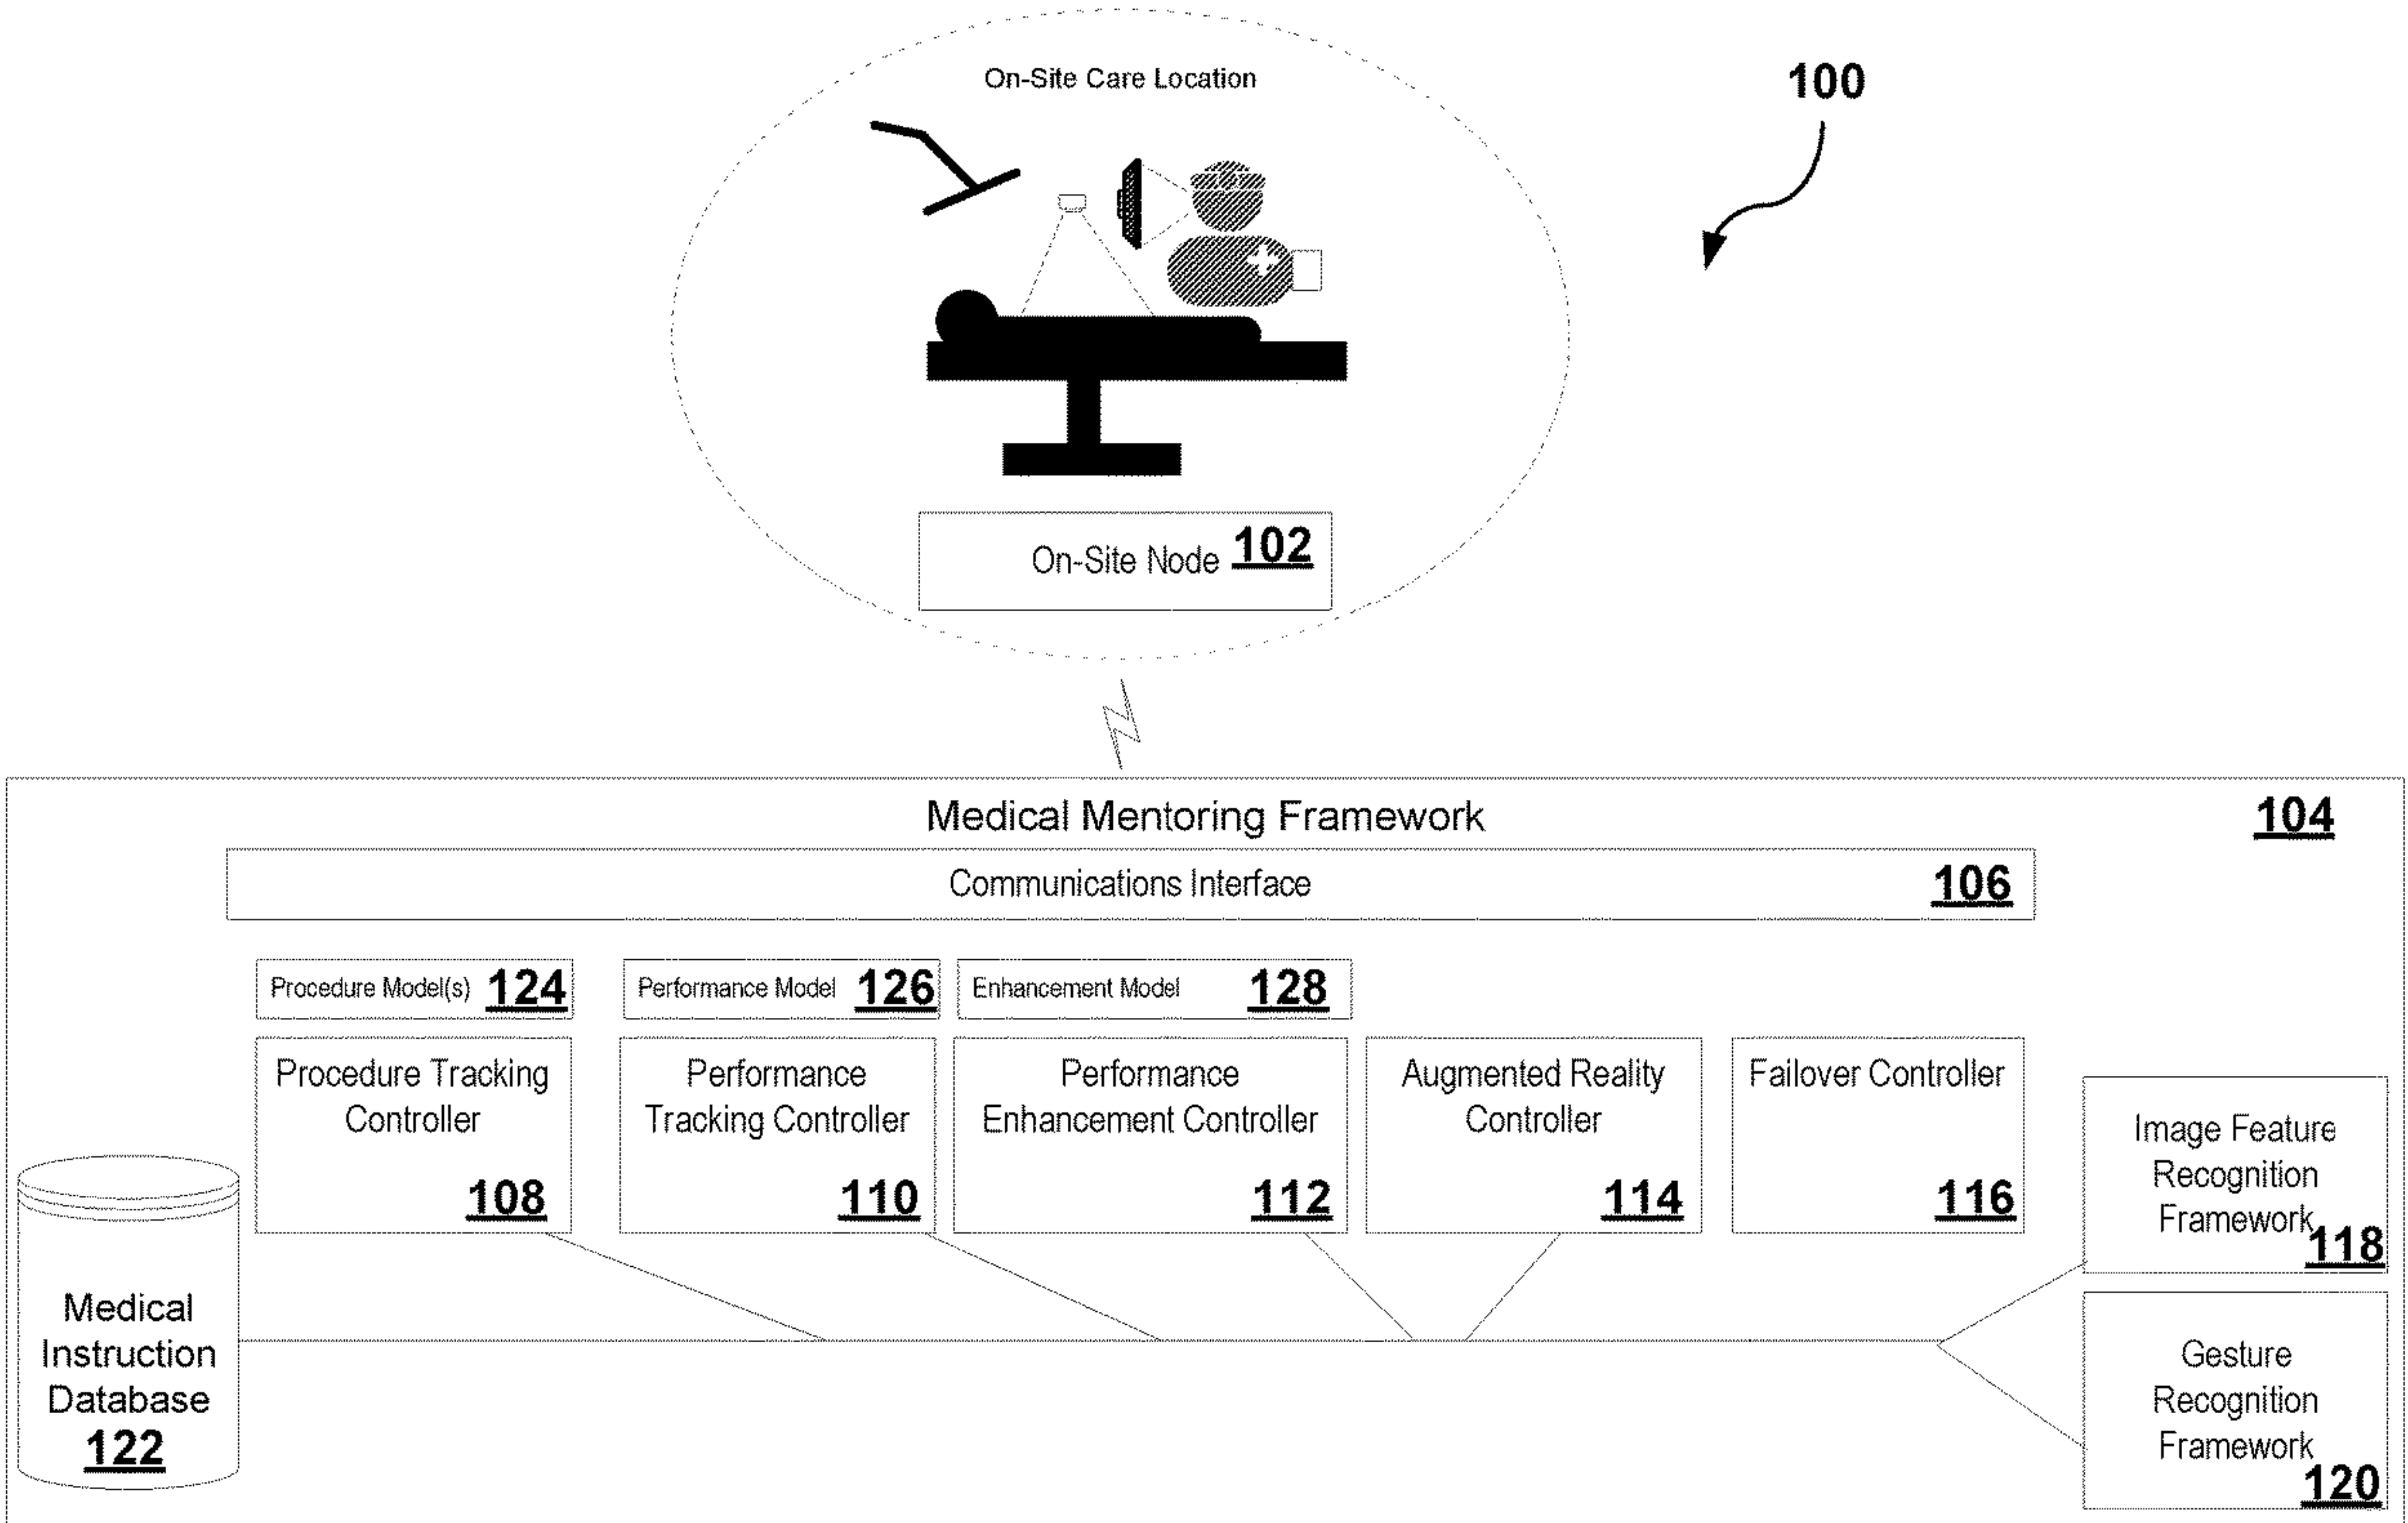 On-Site Care Location
100
On-Site Node 102
Medical Mentoring Framework 104
Communications Interface 106
Procedure Model(s) 124
Performance Model 126
Enhancement Model 128
Procedure Tracking
Controller
108
Performance
Tracking Controller
110
Performance
Enhancement Controller
112
Augmented Reality
Controller
114
Failover Controller
116
Image Feature
Recognition
Framework
118
Medical
Instruction
Database
122
Gesture
Recognition
Framework
120